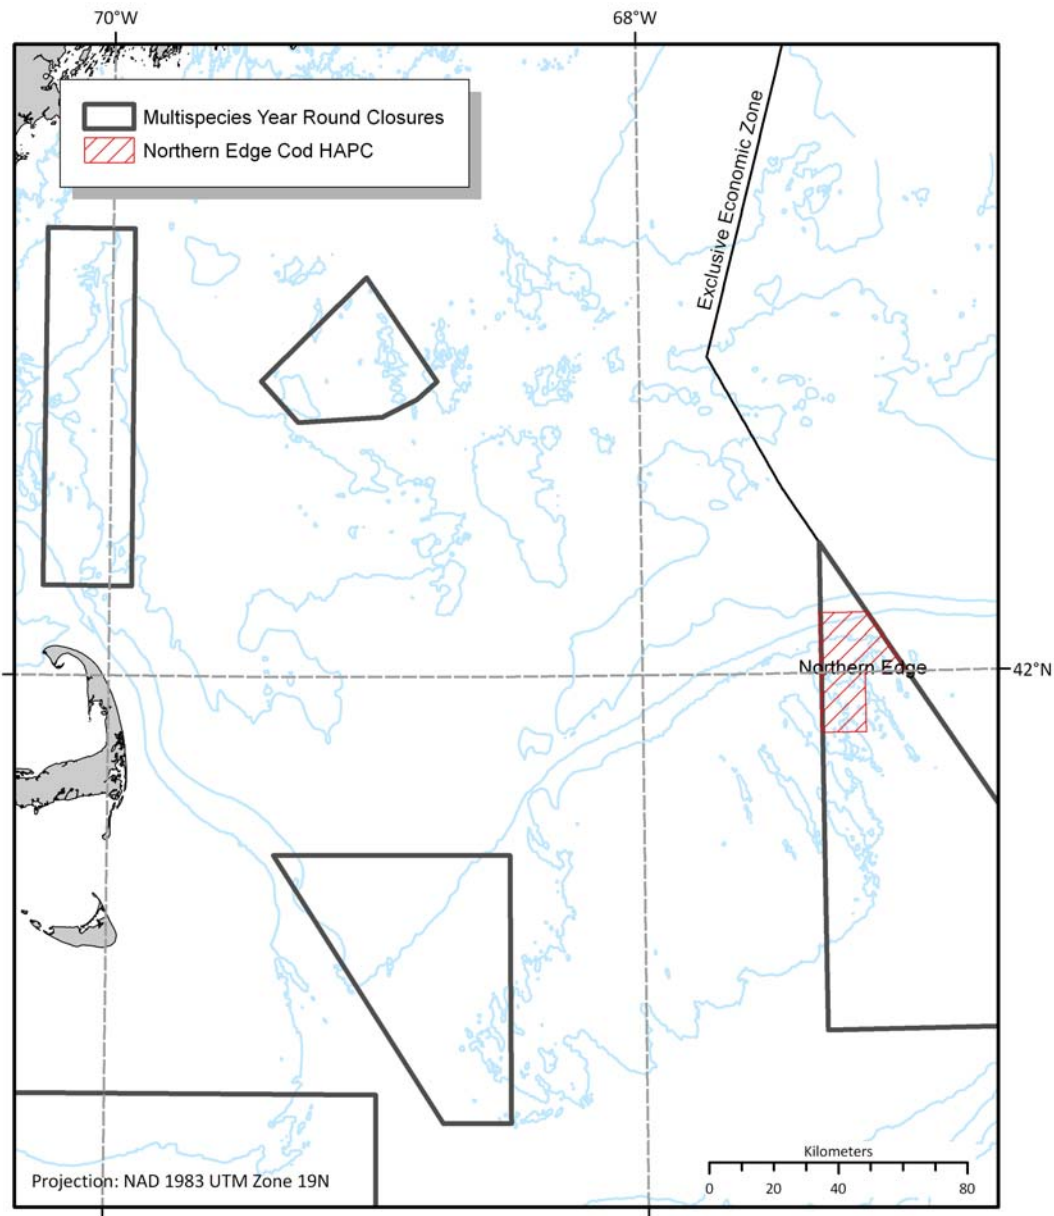 70°W 68°W
Multispecies Year Round Closures
Northern Edge Cod HAPC
Exclusive Economic Zone
Northern Edge
42°N
Kilometers
0 20 40 80
Projection: NAD 1983 UTM Zone 19N